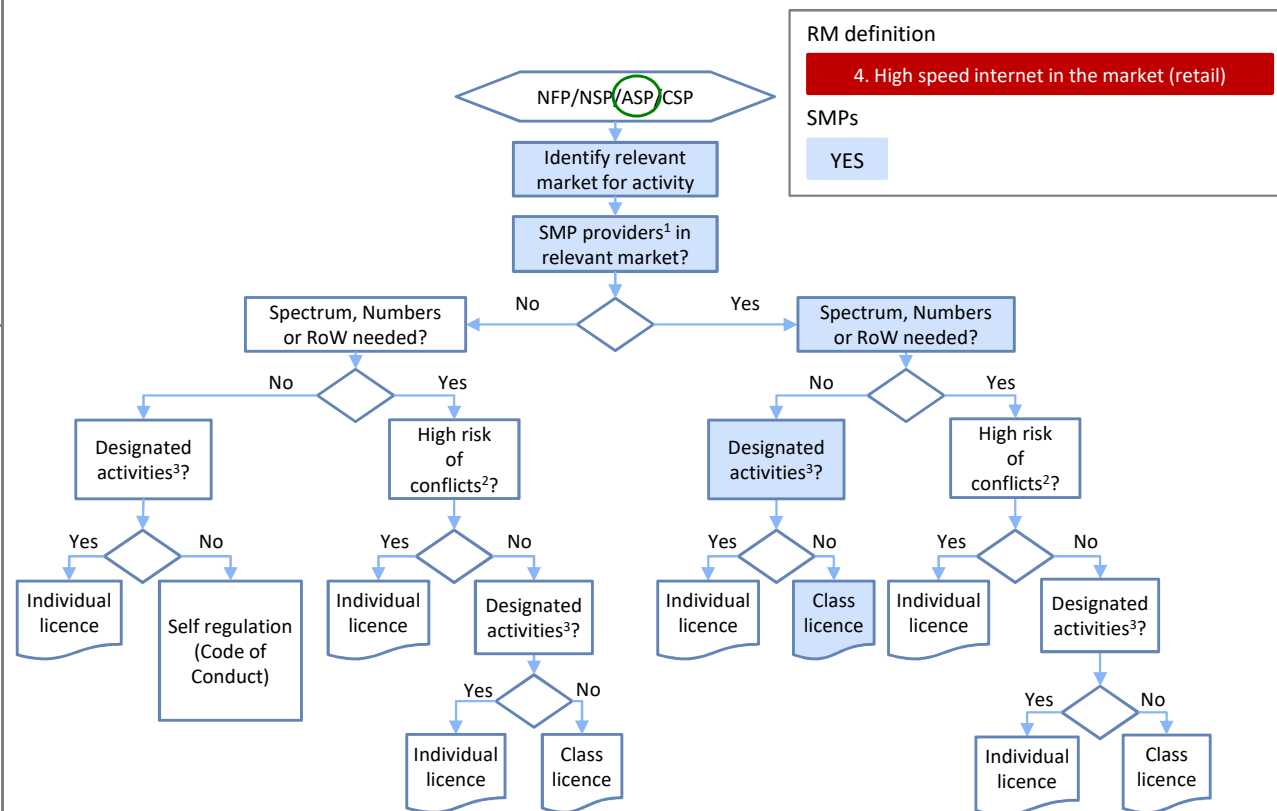 RM definition
4. High speed internet in the market (retail)
SMPs
YES
NFP/NSP/ASP/CSP
Identify relevant
market for activity
SMP providers¹ in
relevant market?
No
Yes
Spectrum, Numbers
or RoW needed?
Spectrum, Numbers
or RoW needed?
No
Yes
No
Yes
Designated
activities³?
High risk
of
conflicts²?
Designated
activities³?
High risk
of
conflicts²?
Yes
No
Yes
No
Yes
No
Yes
No
Individual
licence
Self regulation
(Code of
Conduct)
Individual
licence
Designated
activities³?
Individual
licence
Class
licence
Individual
licence
Designated
activities³?
Yes
No
Yes
No
Individual
licence
Class
licence
Individual
licence
Class
licence